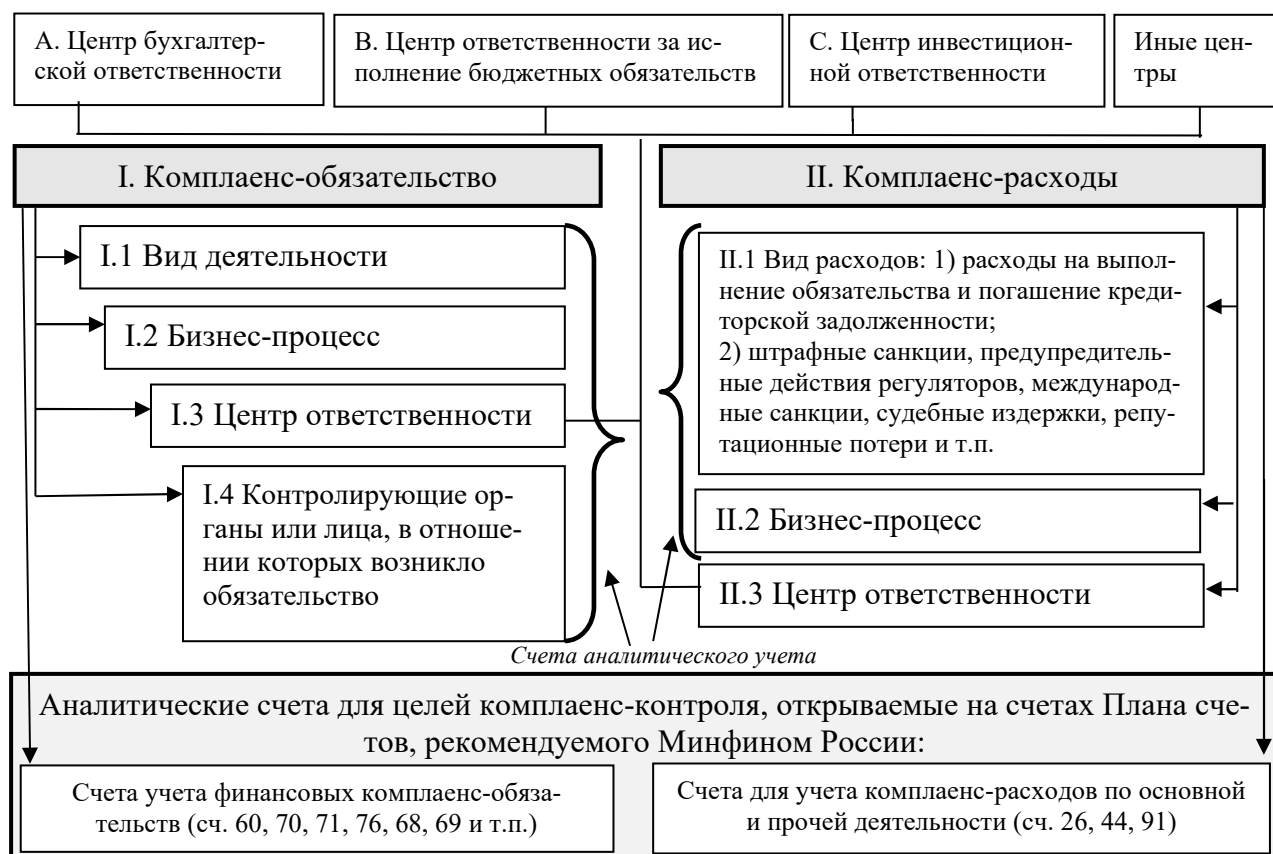 А. Центр бухгалтер-
ской ответственности
В. Центр ответственности за ис-
полнение бюджетных обязательств
С. Центр инвестицион-
ной ответственности
Иные цен-
тры
I. Комплаенс-обязательство
II. Комплаенс-расходы
I.1 Вид деятельности
I.2 Бизнес-процесс
I.3 Центр ответственности
I.4 Контролирующие ор-
ганы или лица, в отноше-
нии которых возникло
обязательство
II.1 Вид расходов: 1) расходы на выпол-
нение обязательства и погашение креди-
торской задолженности;
2) штрафные санкции, предупредитель-
ные действия регуляторов, международ-
ные санкции, судебные издержки, репу-
тационные потери и т.п.
II.2 Бизнес-процесс
II.3 Центр ответственности
Счета аналитического учета
Аналитические счета для целей комплаенс-контроля, открываемые на счетах Плана сче-
тов, рекомендуемого Минфином России:
Счета учета финансовых комплаенс-обяза-
тельств (сч. 60, 70, 71, 76, 68, 69 и т.п.)
Счета для учета комплаенс-расходов по основной
и прочей деятельности (сч. 26, 44, 91)